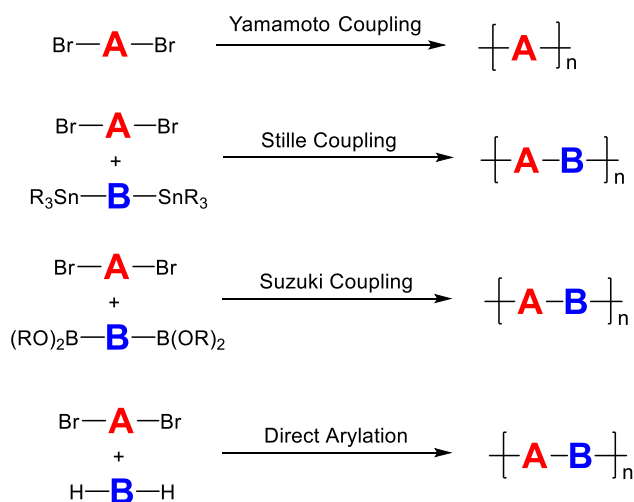 Br—A—Br Yamamoto Coupling [A]n
Br—A—Br
+
R3Sn—B—SnR3
Stille Coupling
[A—B]n
Br—A—Br
+
(RO)2B—B—B(OR)2
Suzuki Coupling
[A—B]n
Br—A—Br
+
H—B—H
Direct Arylation
[A—B]n